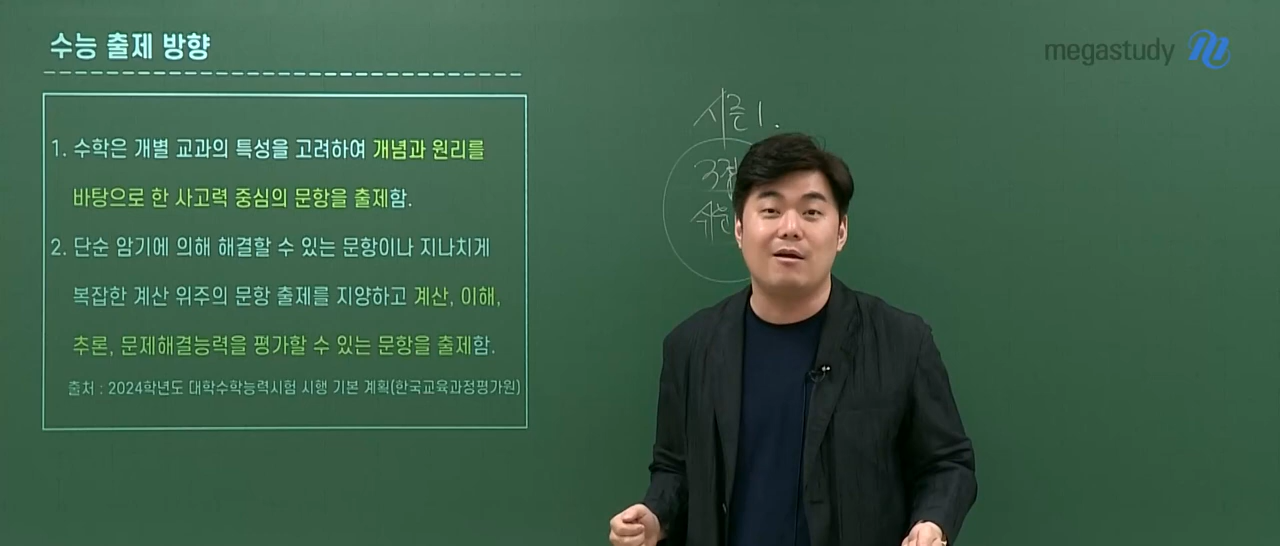 수능 출제 방향
1. 수학은 개별 교과의 특성을 고려하여 개념과 원리를
바탕으로 한 사고력 중심의 문항을 출제함.
2. 단순 암기에 의해 해결할 수 있는 문항이나 지나치게
복잡한 계산 위주의 문항 출제를 지양하고 계산, 이해,
추론, 문제해결능력을 평가할 수 있는 문항을 출제함.
출처 : 2024학년도 대학수학능력시험 시행 기본 계획(한국교육과정평가원)
megastudy
시즌 1.
3점
쉬운